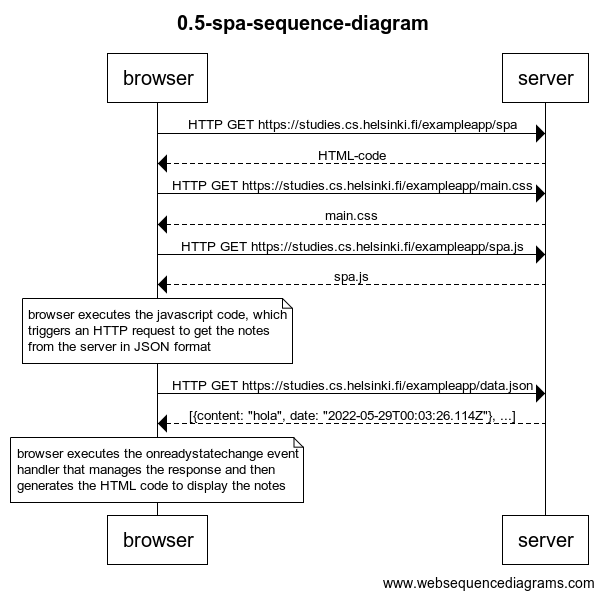 0.5-spa-sequence-diagram
browser server
HTTP GET https://studies.cs.helsinki.fi/exampleapp/spa
HTML-code
HTTP GET https://studies.cs.helsinki.fi/exampleapp/main.css
main.css
HTTP GET https://studies.cs.helsinki.fi/exampleapp/spa.js
spa.js
browser executes the javascript code, which
triggers an HTTP request to get the notes
from the server in JSON format
HTTP GET https://studies.cs.helsinki.fi/exampleapp/data.json
[{content: "hola", date: "2022-05-29T00:03:26.114Z"}, ...]
browser executes the onreadystatechange event
handler that manages the response and then
generates the HTML code to display the notes
browser server
www.websequencediagrams.com